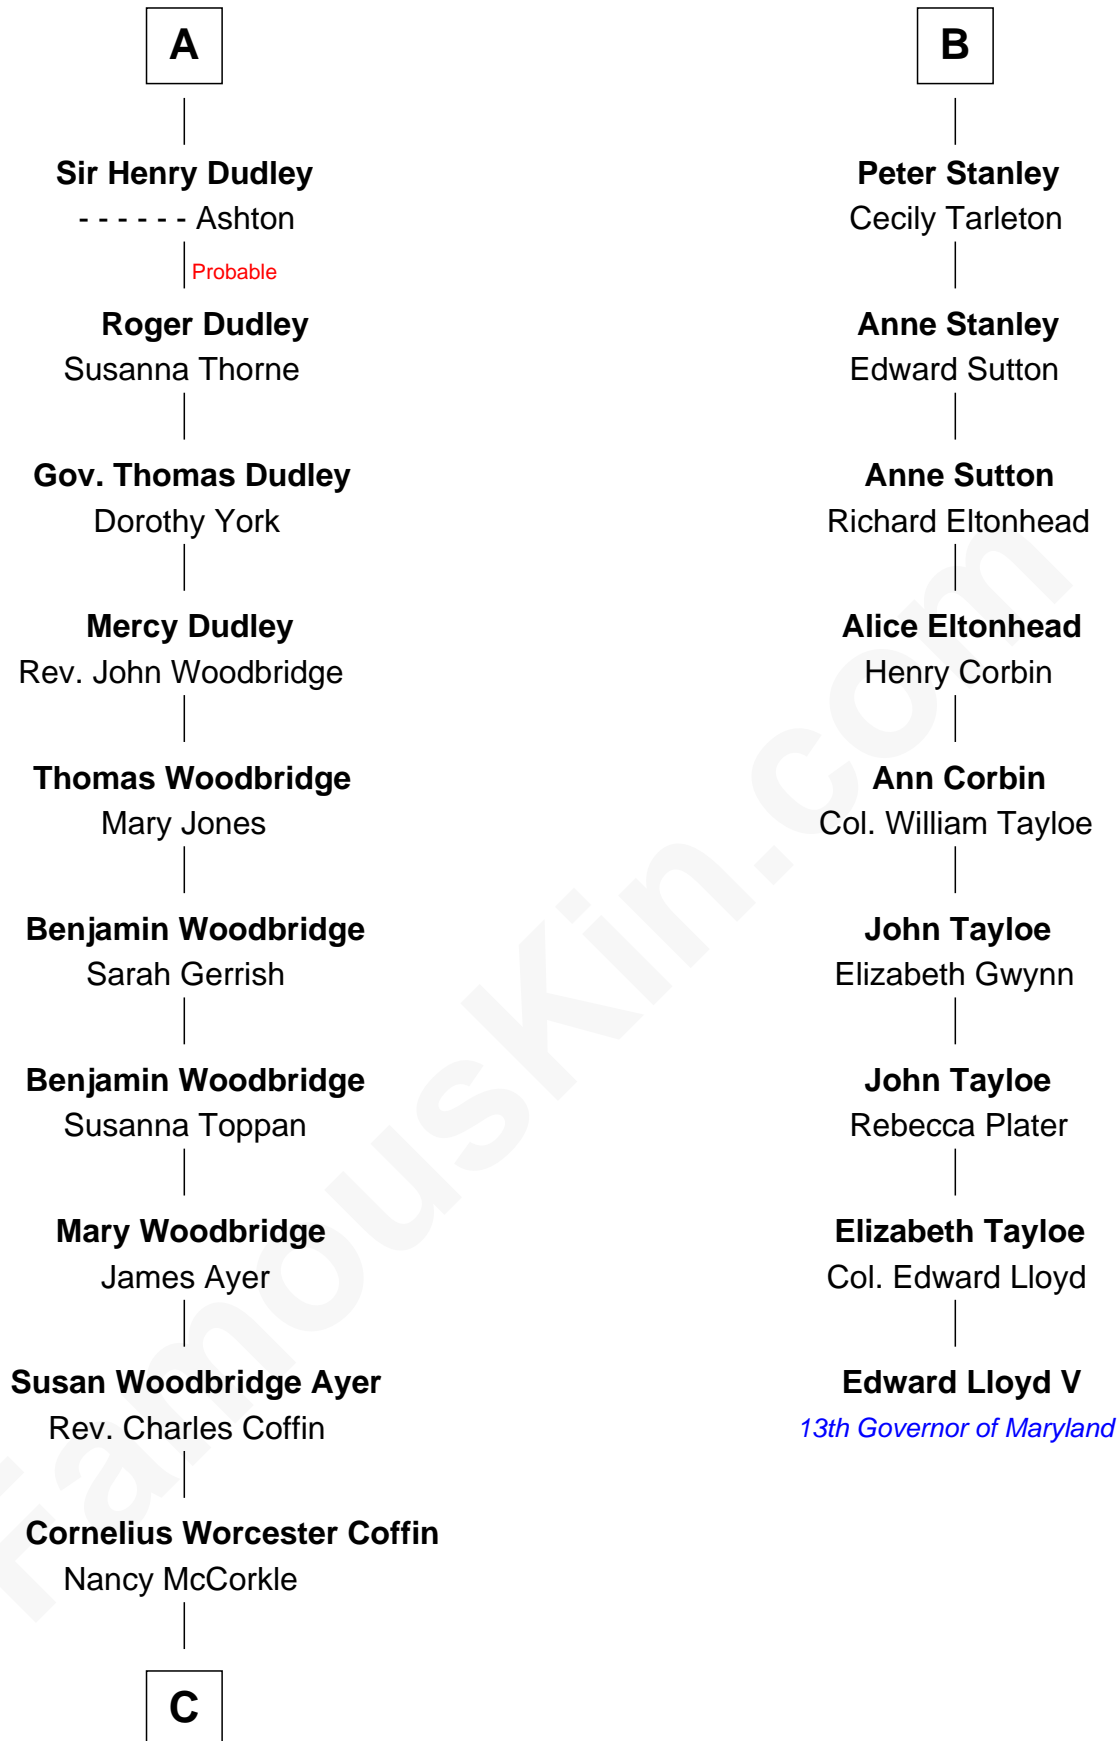 A
Sir Henry Dudley
- - - - - - Ashton
Probable
Roger Dudley
Susanna Thorne
Gov. Thomas Dudley
Dorothy York
Mercy Dudley
Rev. John Woodbridge
Thomas Woodbridge
Mary Jones
Benjamin Woodbridge
Sarah Gerrish
Benjamin Woodbridge
Susanna Toppan
Mary Woodbridge
James Ayer
Susan Woodbridge Ayer
Rev. Charles Coffin
Cornelius Worcester Coffin
Nancy McCorkle
C
B
Peter Stanley
Cecily Tarleton
Anne Stanley
Edward Sutton
Anne Sutton
Richard Eltonhead
Alice Eltonhead
Henry Corbin
Ann Corbin
Col. William Tayloe
John Tayloe
Elizabeth Gwynn
John Tayloe
Rebecca Plater
Elizabeth Tayloe
Col. Edward Lloyd
Edward Lloyd V
13th Governor of Maryland
FamousKin.com